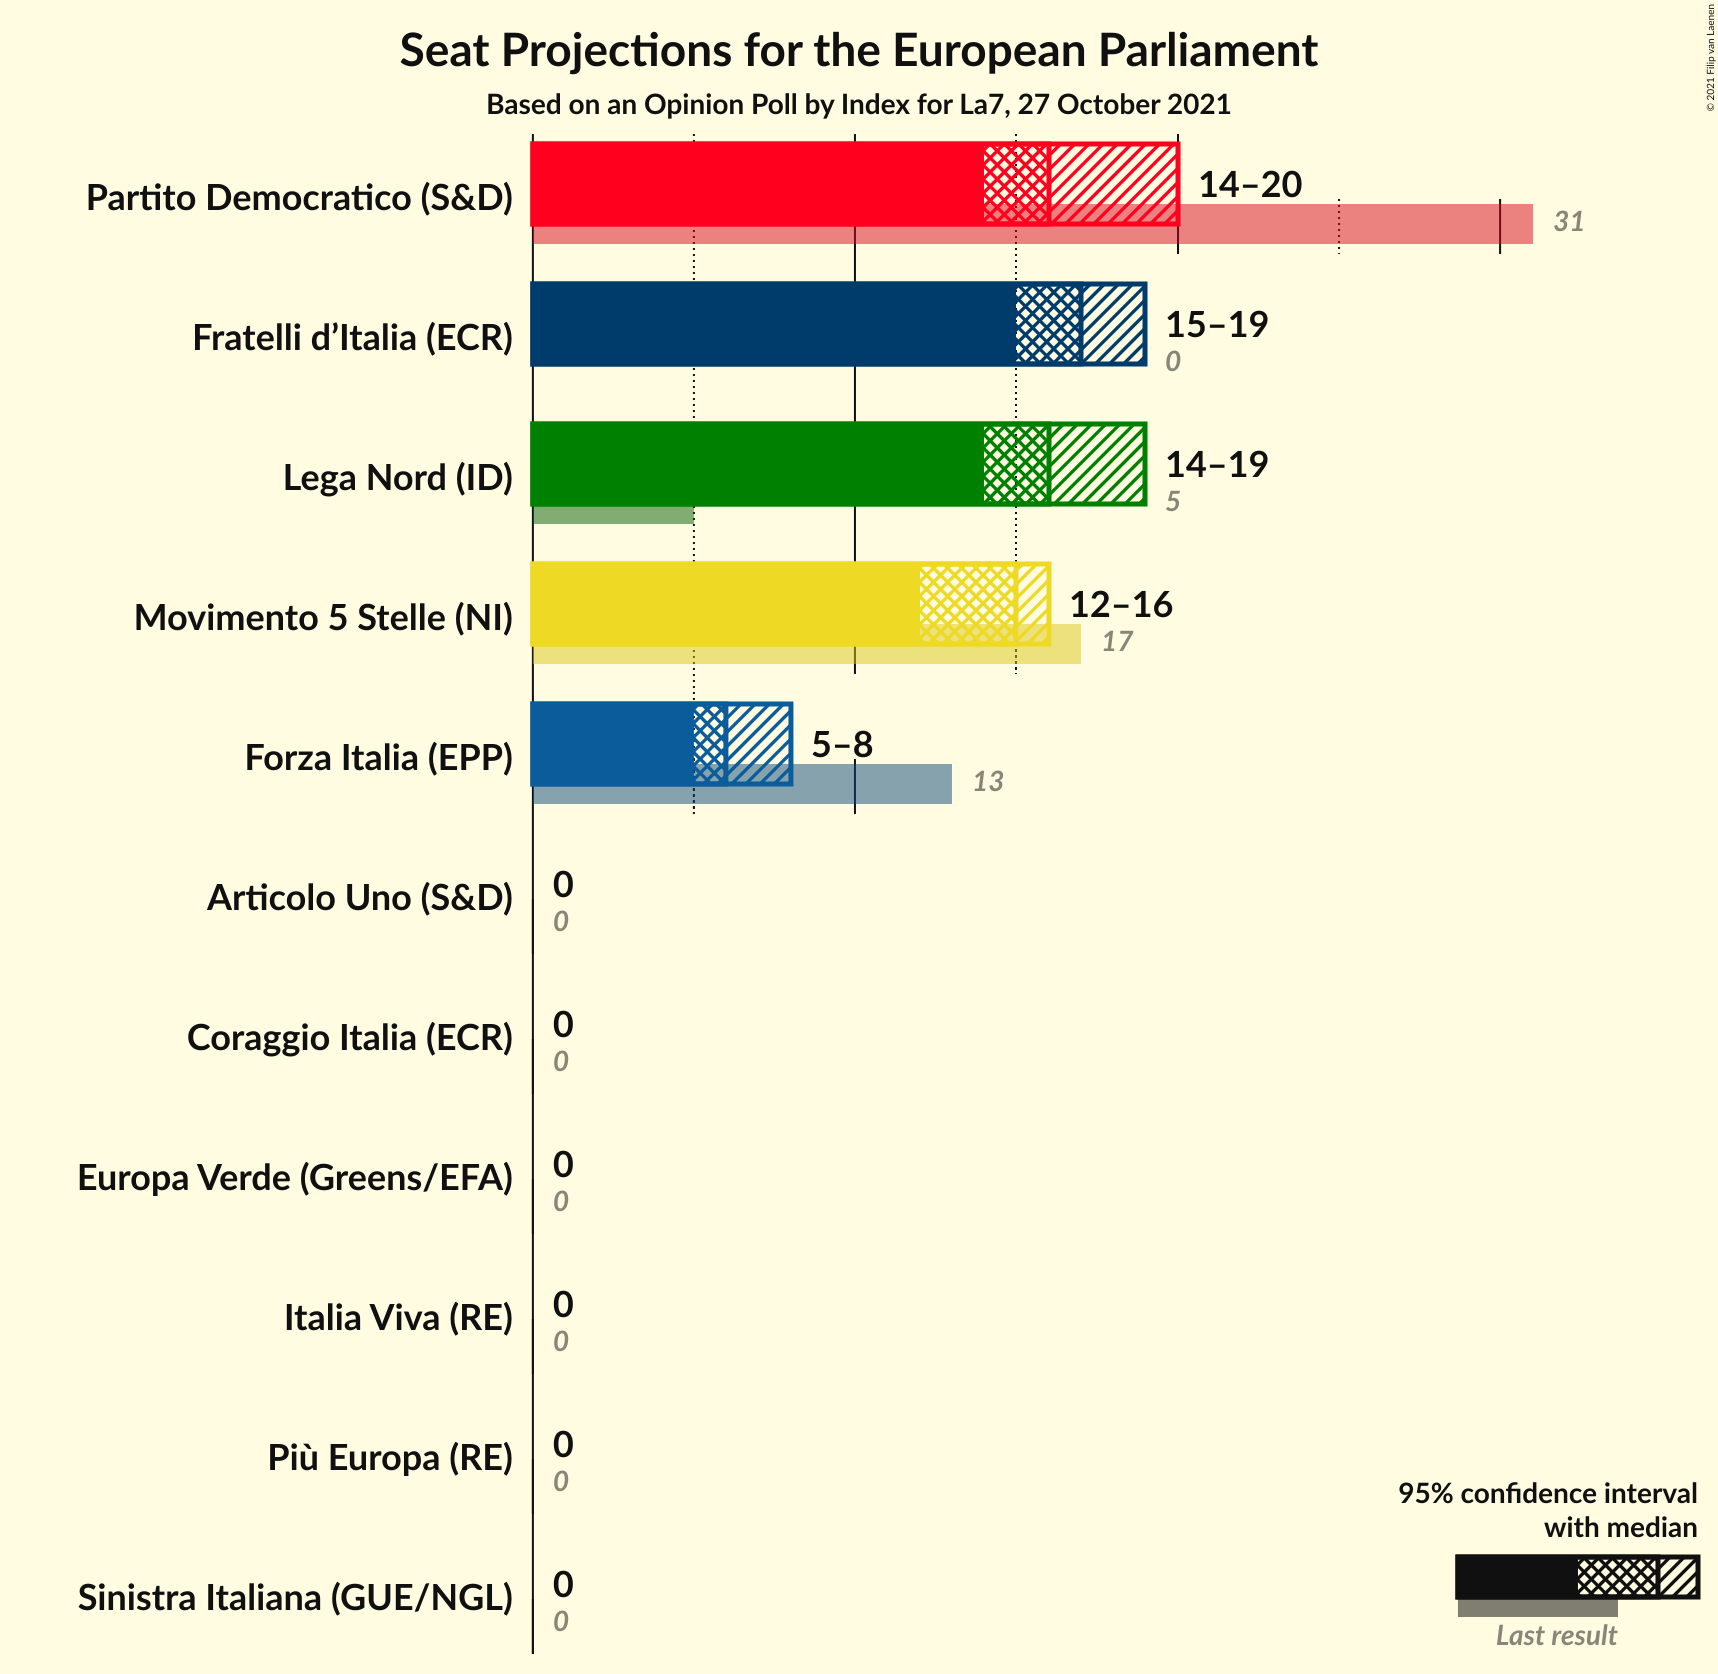 Seat Projections for the European Parliament
Based on an Opinion Poll by Index for La7, 27 October 2021
© 2021 Filip van Laenen
Partito Democratico (S&D)
14–20
31
Fratelli d’Italia (ECR)
15–19
0
Lega Nord (ID)
14–19
5
Movimento 5 Stelle (NI)
12–16
17
Forza Italia (EPP)
5–8
13
Articolo Uno (S&D)
0
0
Coraggio Italia (ECR)
0
0
Europa Verde (Greens/EFA)
0
0
Italia Viva (RE)
0
0
Più Europa (RE)
0
0
Sinistra Italiana (GUE/NGL)
0
0
95% confidence interval
with median
Last result